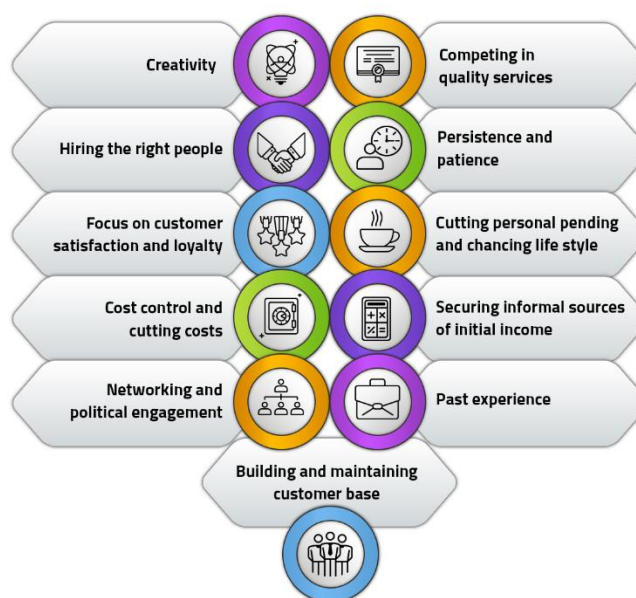 Creativity
Competing in
quality services
Hiring the right people
Persistence and
patience
Focus on customer
satisfaction and loyalty
Cutting personal pending
and chancing life style
Cost control and
cutting costs
Securing informal sources
of initial income
Networking and
political engagement
Past experience
Building and maintaining
customer base